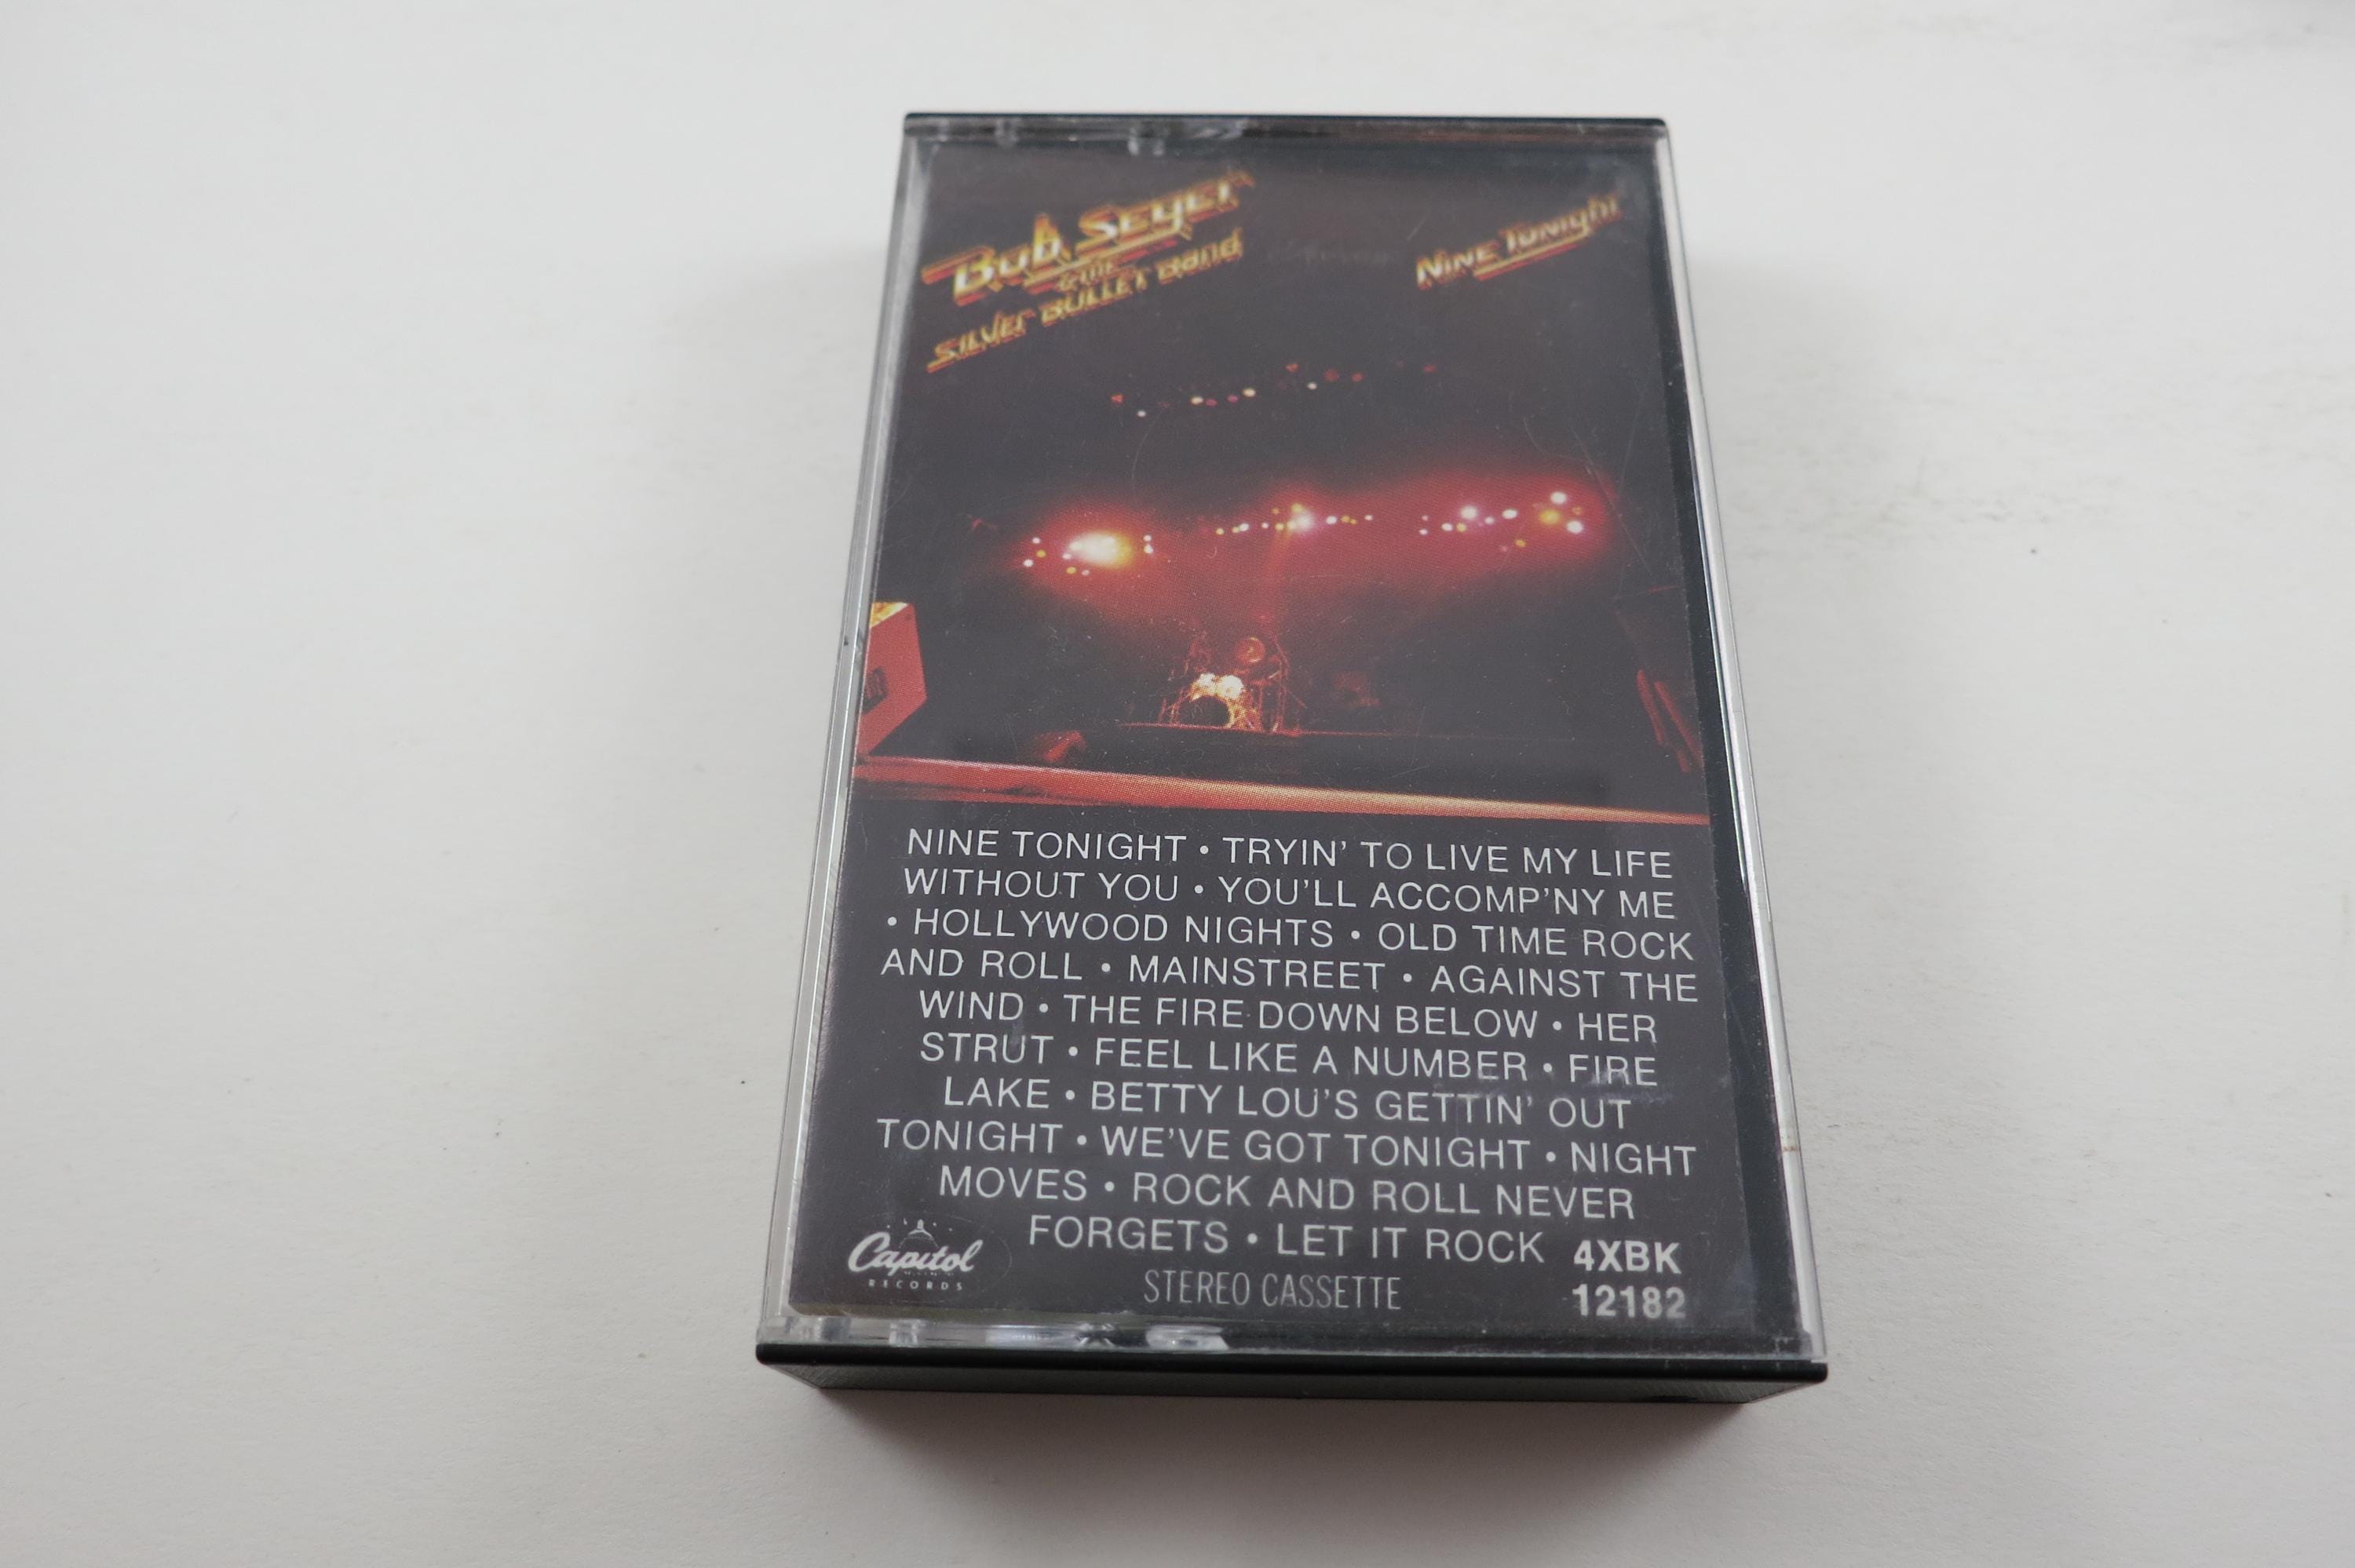 Bob Seger
& the
Silver Bullet Band
Nine Tonight
NINE TONIGHT • TRYIN' TO LIVE MY LIFE
WITHOUT YOU • YOU'LL ACCOMP'NY ME
• HOLLYWOOD NIGHTS • OLD TIME ROCK
AND ROLL • MAINSTREET • AGAINST THE
WIND • THE FIRE DOWN BELOW • HER
STRUT • FEEL LIKE A NUMBER • FIRE
LAKE • BETTY LOU'S GETTIN' OUT
TONIGHT • WE'VE GOT TONIGHT • NIGHT
MOVES • ROCK AND ROLL NEVER
FORGETS • LET IT ROCK
4XBK
12182
Capitol
RECORDS
STEREO CASSETTE